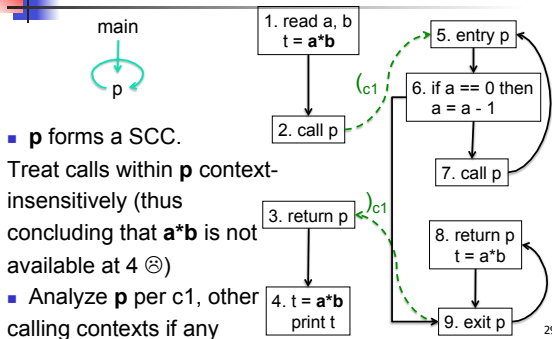 main
p
▪ p forms a SCC.
Treat calls within p context-
insensitively (thus
concluding that a*b is not
available at 4 ☹)
▪ Analyze p per c1, other
calling contexts if any
1. read a, b
t = a*b
2. call p
(c1
3. return p
)c1
4. t = a*b
print t
5. entry p
6. if a == 0 then
a = a - 1
7. call p
8. return p
t = a*b
9. exit p
29